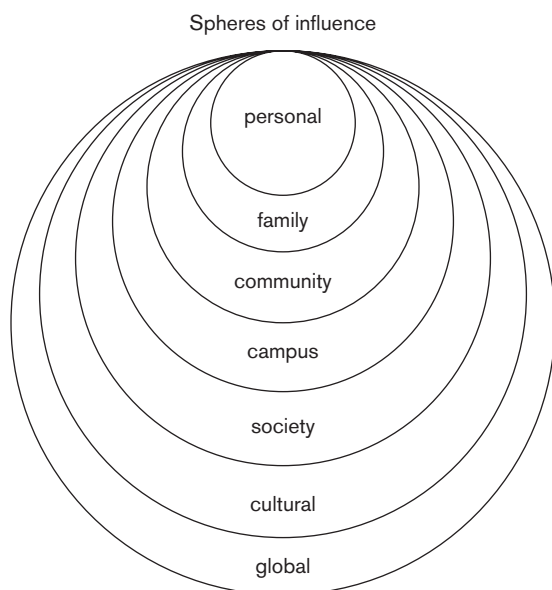 Spheres of influence
personal
family
community
campus
society
cultural
global